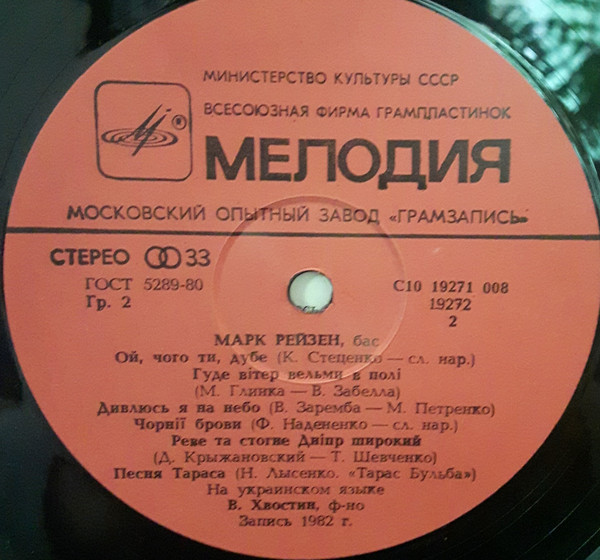 МИНИСТЕРСТВО КУЛЬТУРЫ СССР
ВСЕСОЮЗНАЯ ФИРМА ГРАМПЛАСТИНОК
МЕЛОДИЯ
МОСКОВСКИЙ ОПЫТНЫЙ ЗАВОД «ГРАМЗАПИСЬ»
СТЕРЕО 33
ГОСТ 5289-80
Гр. 2
С10 19271 008
19272
2
МАРК РЕЙЗЕН, бас
Ой, чого ти, дубе (К. Стеценко — сл. нар.)
Гуде вітер вельми в полі
(М. Глинка — В. Забелла)
Дивлюсь я на небо (В. Заремба — М. Петренко)
Чорнії брови (Ф. Надененко — сл. нар.)
Реве та стогне Дніпр широкий
(Д. Крыжановский — Т. Шевченко)
Песня Тараса (Н. Лысенко. «Тарас Бульба»)
На украинском языке
В. Хвостин, ф-но
Запись 1982 г.